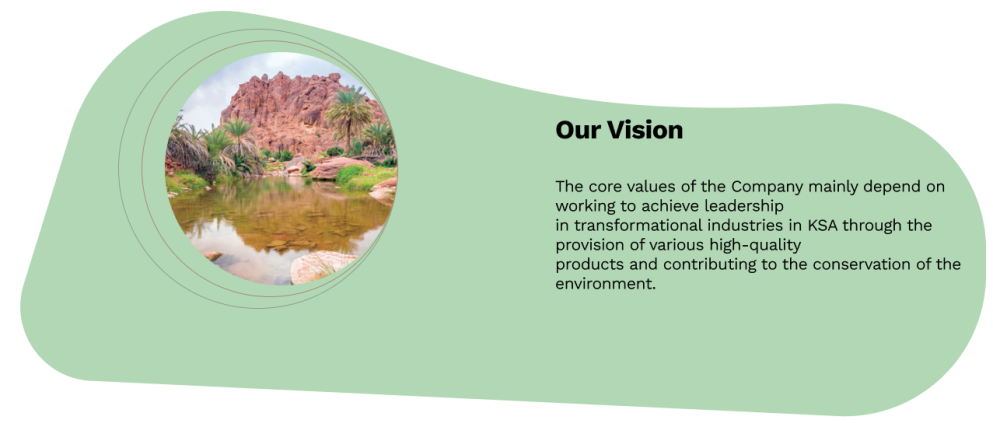 Our Vision
The core values of the Company mainly depend on
working to achieve leadership
in transformational industries in KSA through the
provision of various high-quality
products and contributing to the conservation of the
environment.